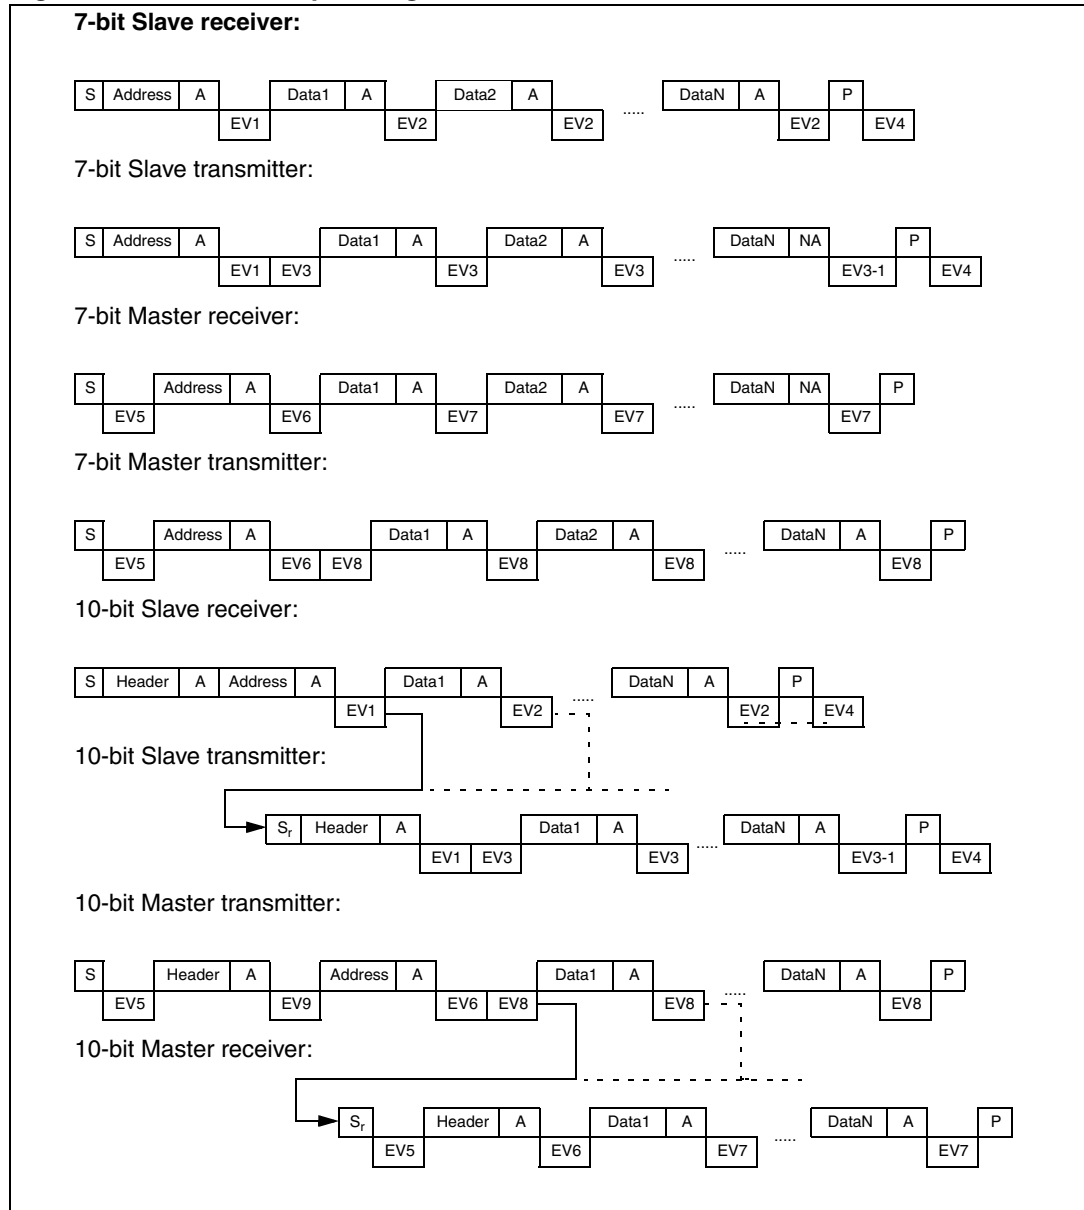 7-bit Slave receiver:
S Address A Data1 A Data2 A ..... DataN A P
EV1 EV2 EV2 EV2 EV4
7-bit Slave transmitter:
S Address A Data1 A Data2 A ..... DataN NA P
EV1 EV3 EV3 EV3 EV3-1 EV4
7-bit Master receiver:
S Address A Data1 A Data2 A ..... DataN NA P
EV5 EV6 EV7 EV7 EV7
7-bit Master transmitter:
S Address A Data1 A Data2 A ..... DataN A P
EV5 EV6 EV8 EV8 EV8 EV8
10-bit Slave receiver:
S Header A Address A Data1 A ..... DataN A P
EV1 EV2 EV2 EV4
10-bit Slave transmitter:
Sr Header A Data1 A ..... DataN A P
EV1 EV3 EV3 EV3-1 EV4
10-bit Master transmitter:
S Header A Address A Data1 A ..... DataN A P
EV5 EV9 EV6 EV8 EV8 EV8
10-bit Master receiver:
Sr Header A Data1 A ..... DataN A P
EV5 EV6 EV7 EV7